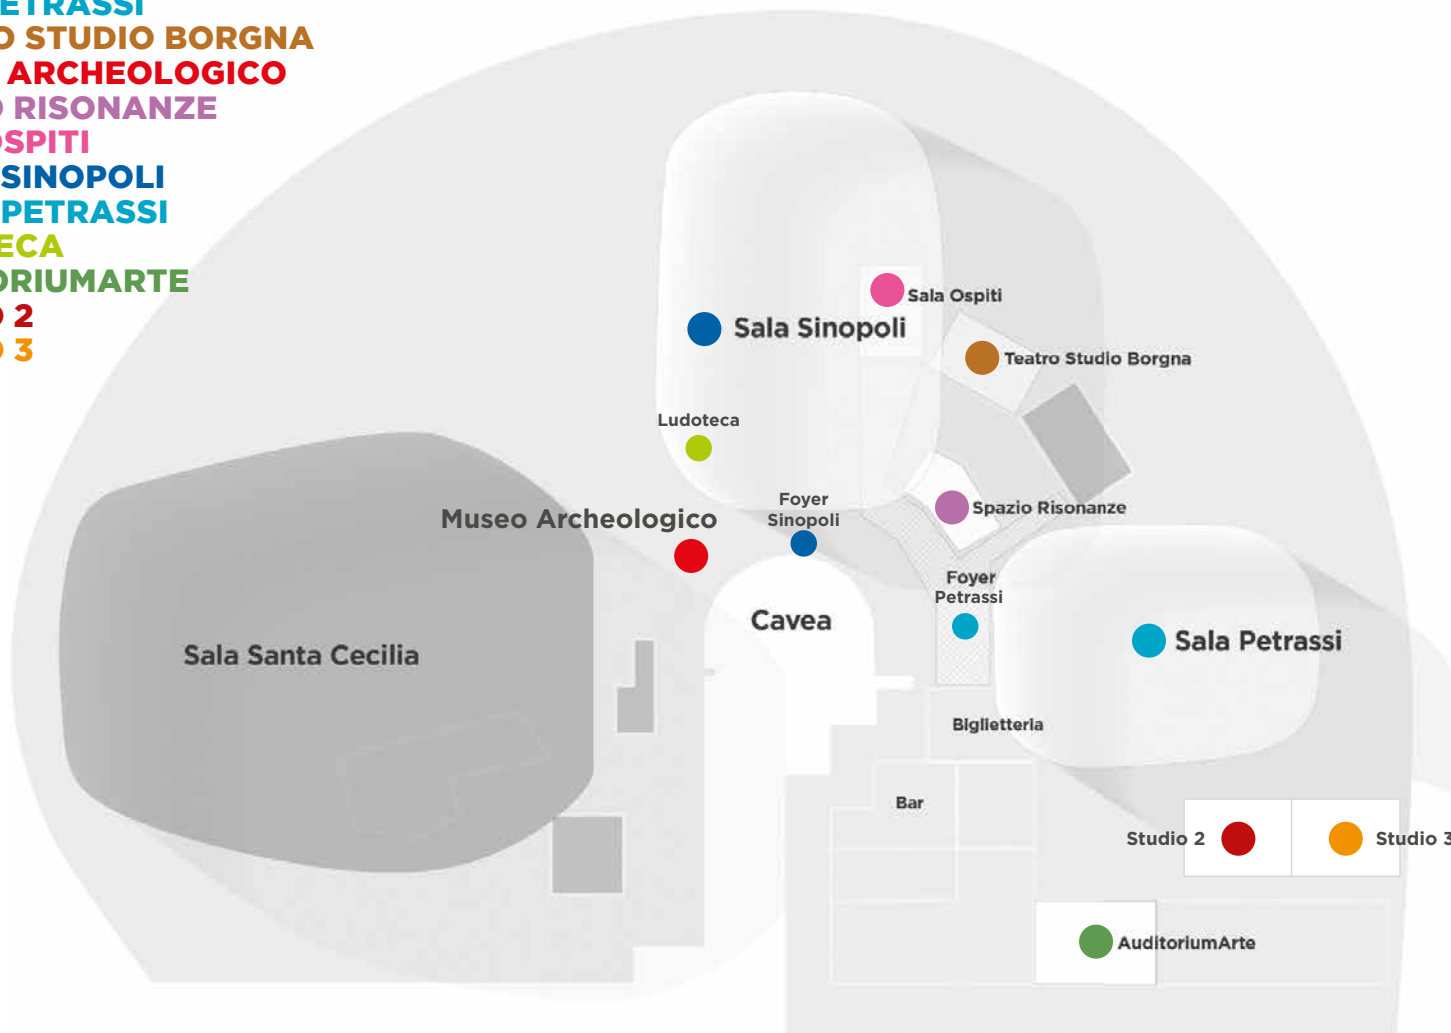 ETRASSI
O STUDIO BORGNA
ARCHEOLOGICO
O RISONANZE
OSPITI
SINOPOLI
PETRASSI
ECA
ORIUMARTE
O 2
O 3
Sala Ospiti
Sala Sinopoli
Teatro Studio Borgna
Ludoteca
Foyer
Sinopoli
Spazio Risonanze
Museo Archeologico
Foyer
Petrassi
Cavea
Sala Petrassi
Sala Santa Cecilia
Biglietteria
Bar
Studio 2
Studio 3
AuditoriumArte